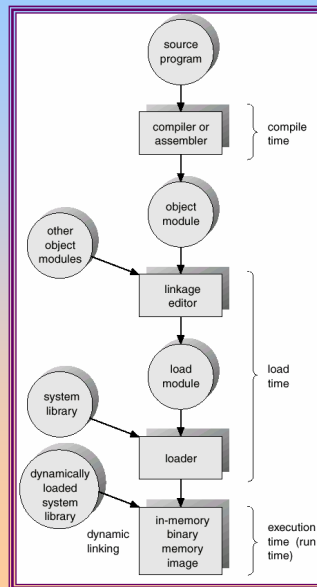 source
program
compiler or
assembler
compile
time
object
module
other
object
modules
linkage
editor
load
module
load
time
system
library
loader
dynamically
loaded
system
library
dynamic
linking
in-memory
binary
memory
image
execution
time (run
time)